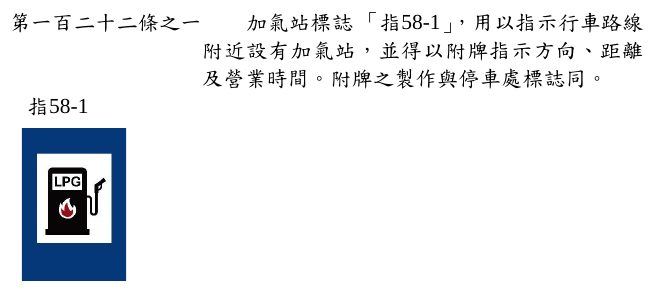 第一百二十二條之一　　加氣站標誌「指58-1」，用以指示行車路線
附近設有加氣站，並得以附牌指示方向、距離
及營業時間。附牌之製作與停車處標誌同。
指58-1
LPG